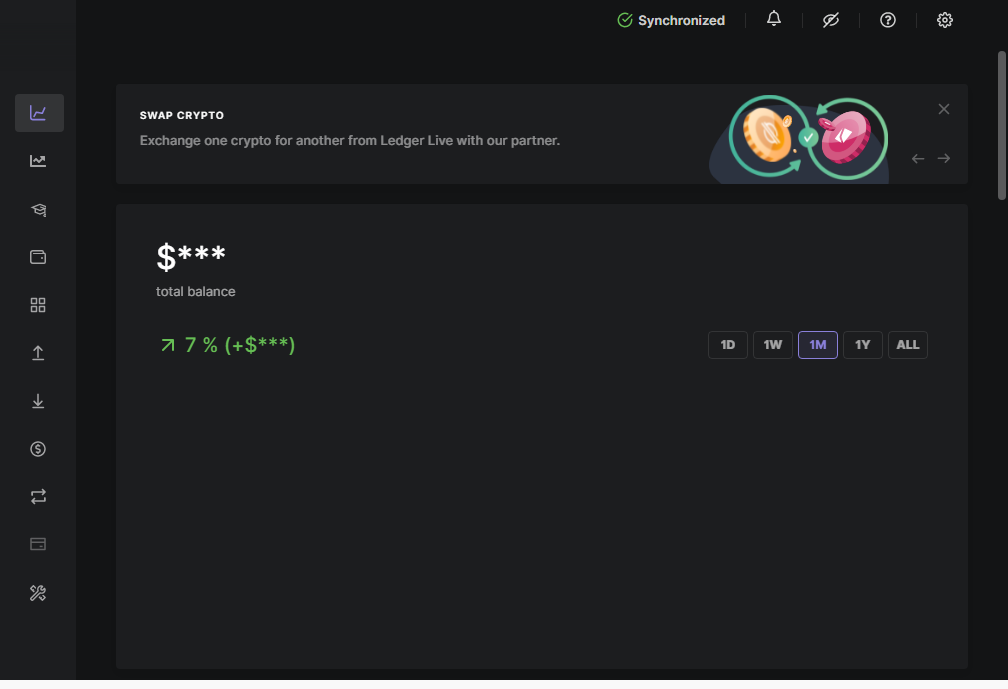 Synchronized
SWAP CRYPTO
Exchange one crypto for another from Ledger Live with our partner.
$***
total balance
7 % (+$***)
1D 1W 1M 1Y ALL